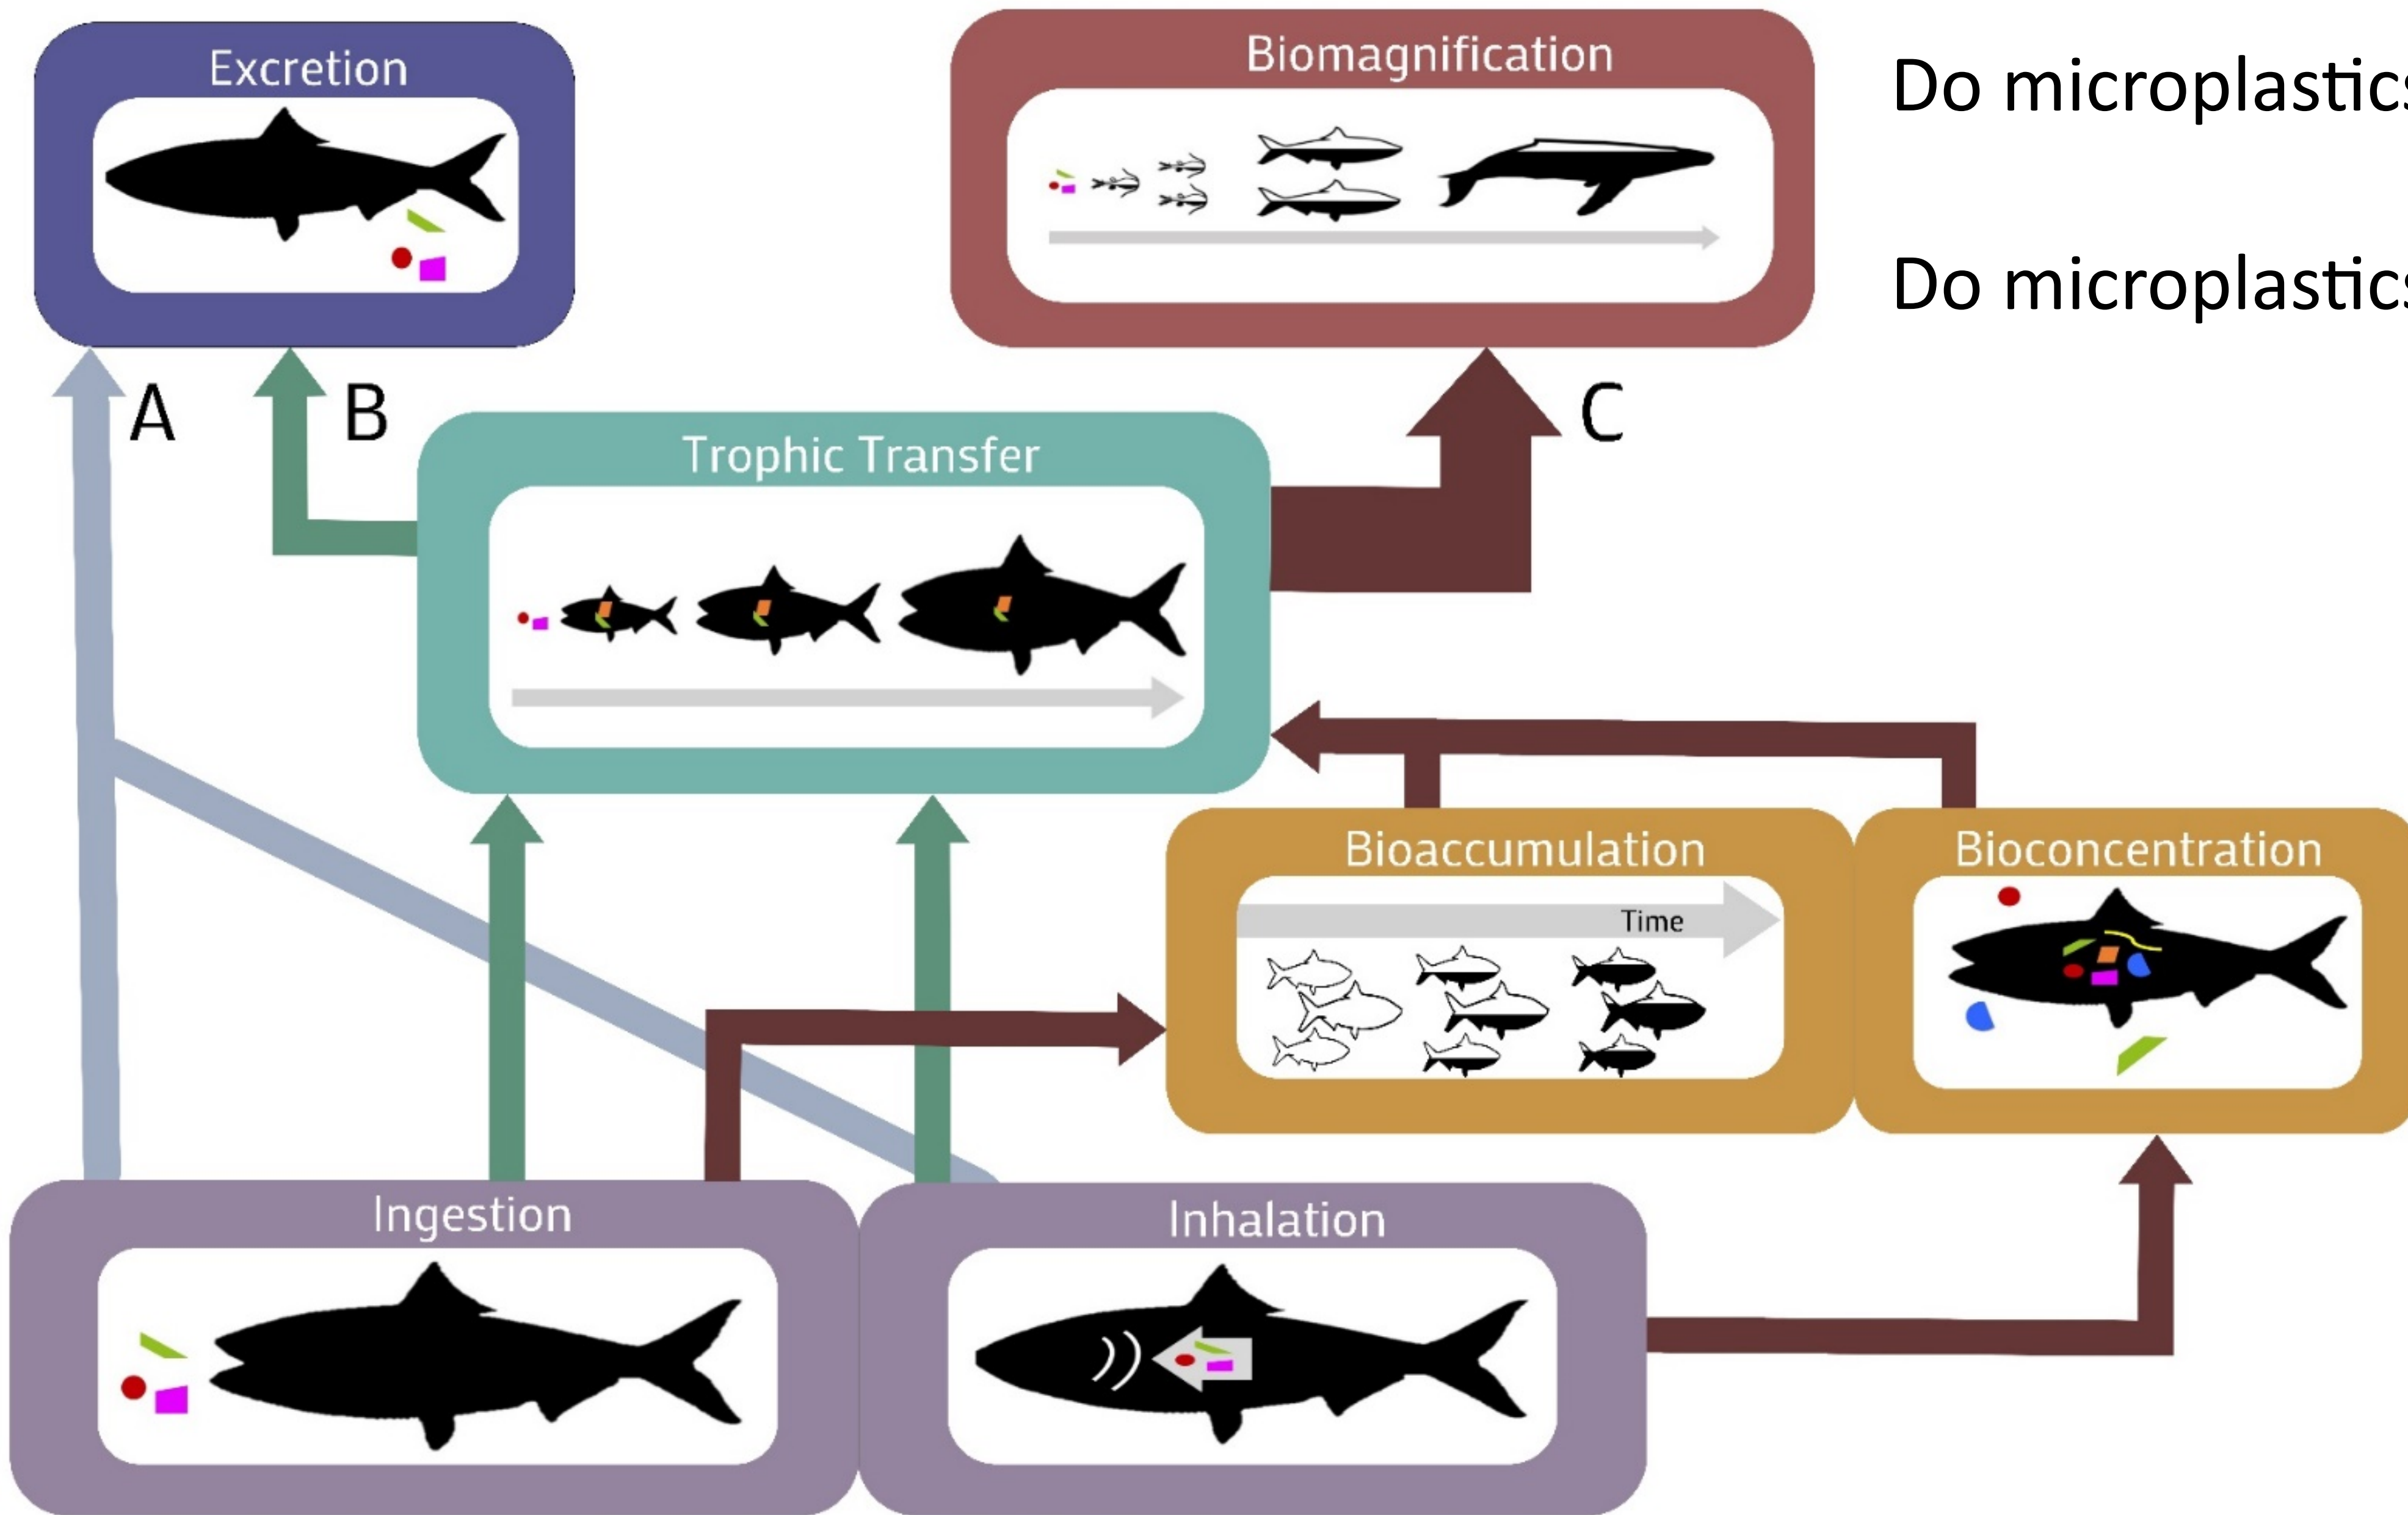 Excretion
Biomagnification
Do microplastics
Do microplastics
A
B
C
Trophic Transfer
Bioaccumulation
Bioconcentration
Time
Ingestion
Inhalation